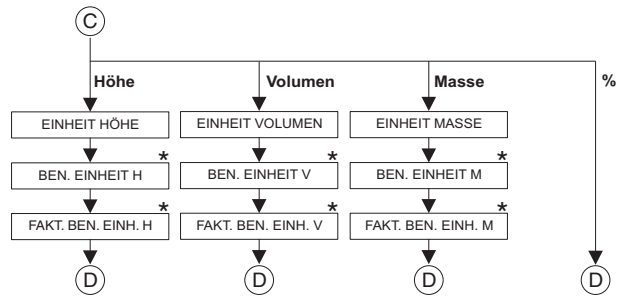 C
Höhe Volumen Masse %
EINHEIT HÖHE EINHEIT VOLUMEN EINHEIT MASSE
* * *
BEN. EINHEIT H BEN. EINHEIT V BEN. EINHEIT M
* * *
FAKT. BEN. EINH. H FAKT. BEN. EINH. V FAKT. BEN. EINH. M
D D D D